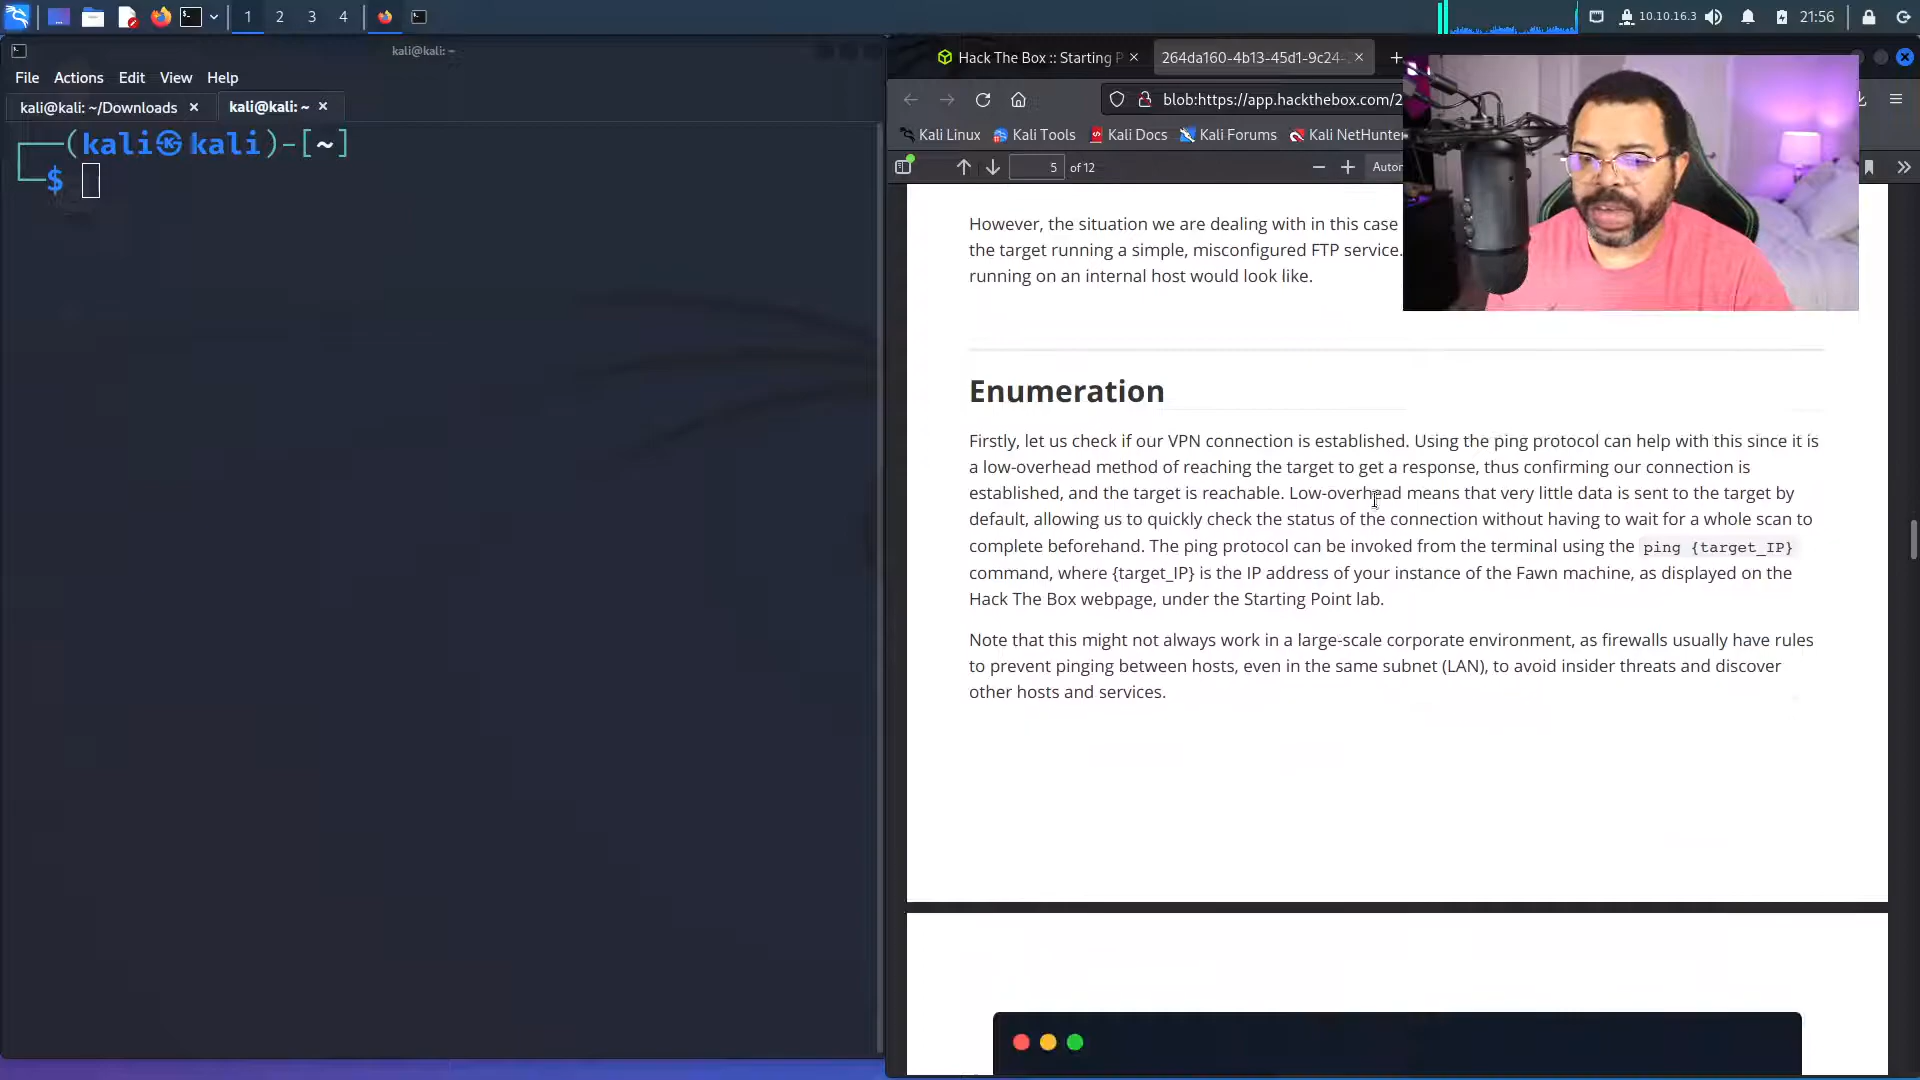 1
2
3
4
10.10.16.3
21:56
kali@kali: ~
File Actions Edit View Help
kali@kali: ~/Downloads
kali@kali: ~
(kali㉿kali)-[~]
$
Hack The Box :: Starting P
264da160-4b13-45d1-9c24-
blob:https://app.hackthebox.com/2
Kali Linux
Kali Tools
Kali Docs
Kali Forums
Kali NetHunter
5 of 12
Autom
However, the situation we are dealing with in this case
the target running a simple, misconfigured FTP service.
running on an internal host would look like.
Enumeration
Firstly, let us check if our VPN connection is established. Using the ping protocol can help with this since it is
a low-overhead method of reaching the target to get a response, thus confirming our connection is
established, and the target is reachable. Low-overhead means that very little data is sent to the target by
default, allowing us to quickly check the status of the connection without having to wait for a whole scan to
complete beforehand. The ping protocol can be invoked from the terminal using the ping {target_IP}
command, where {target_IP} is the IP address of your instance of the Fawn machine, as displayed on the
Hack The Box webpage, under the Starting Point lab.
Note that this might not always work in a large-scale corporate environment, as firewalls usually have rules
to prevent pinging between hosts, even in the same subnet (LAN), to avoid insider threats and discover
other hosts and services.